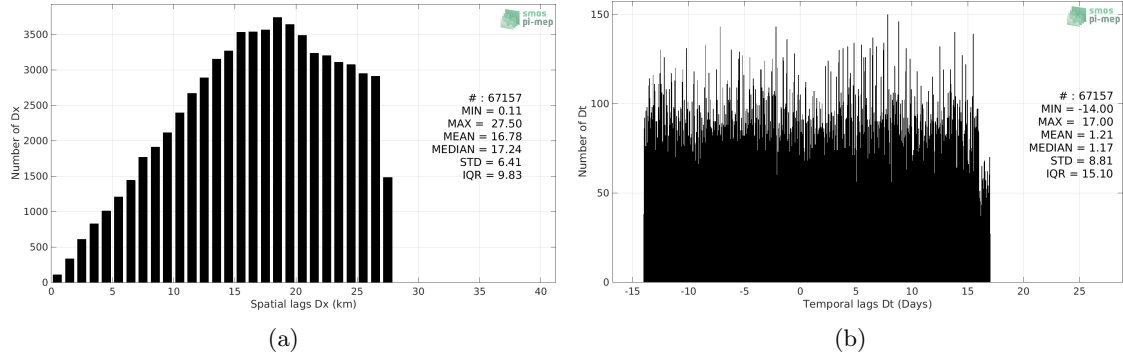 smos
pi-mep
3500
3000
2500
2000
1500
1000
500
0
Number of Dx
# : 67157
MIN = 0.11
MAX = 27.50
MEAN = 16.78
MEDIAN = 17.24
STD = 6.41
IQR = 9.83
0 5 10 15 20 25 30 35 40
Spatial lags Dx (km)
(a)
smos
pi-mep
150
100
50
0
Number of Dt
# : 67157
MIN = -14.00
MAX = 17.00
MEAN = 1.21
MEDIAN = 1.17
STD = 8.81
IQR = 15.10
-15 -10 -5 0 5 10 15 20 25
Temporal lags Dt (Days)
(b)